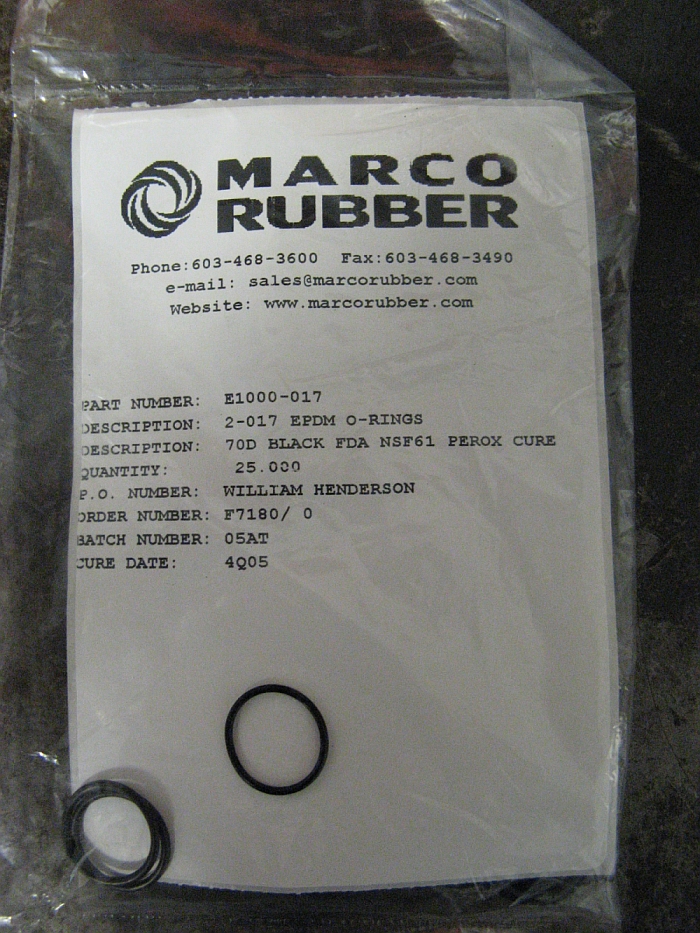 MARCO
RUBBER
Phone:603-468-3600 Fax:603-468-3490
e-mail: sales@marcorubber.com
Website: www.marcorubber.com
PART NUMBER: E1000-017
DESCRIPTION: 2-017 EPDM O-RINGS
DESCRIPTION: 70D BLACK FDA NSF61 PEROX CURE
QUANTITY: 25.000
P.O. NUMBER: WILLIAM HENDERSON
ORDER NUMBER: F7180/ 0
BATCH NUMBER: 05AT
CURE DATE: 4Q05